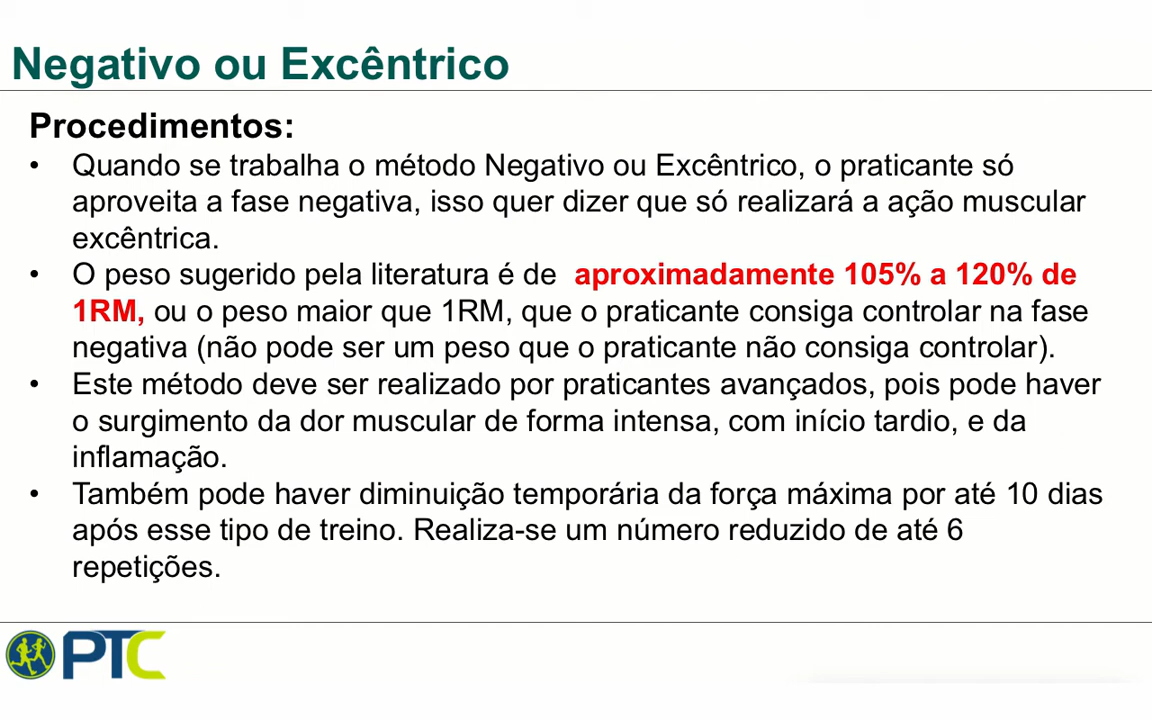 Negativo ou Excêntrico
Procedimentos:
• Quando se trabalha o método Negativo ou Excêntrico, o praticante só
aproveita a fase negativa, isso quer dizer que só realizará a ação muscular
excêntrica.
• O peso sugerido pela literatura é de aproximadamente 105% a 120% de
1RM, ou o peso maior que 1RM, que o praticante consiga controlar na fase
negativa (não pode ser um peso que o praticante não consiga controlar).
• Este método deve ser realizado por praticantes avançados, pois pode haver
o surgimento da dor muscular de forma intensa, com início tardio, e da
inflamação.
• Também pode haver diminuição temporária da força máxima por até 10 dias
após esse tipo de treino. Realiza-se um número reduzido de até 6
repetições.
PTC